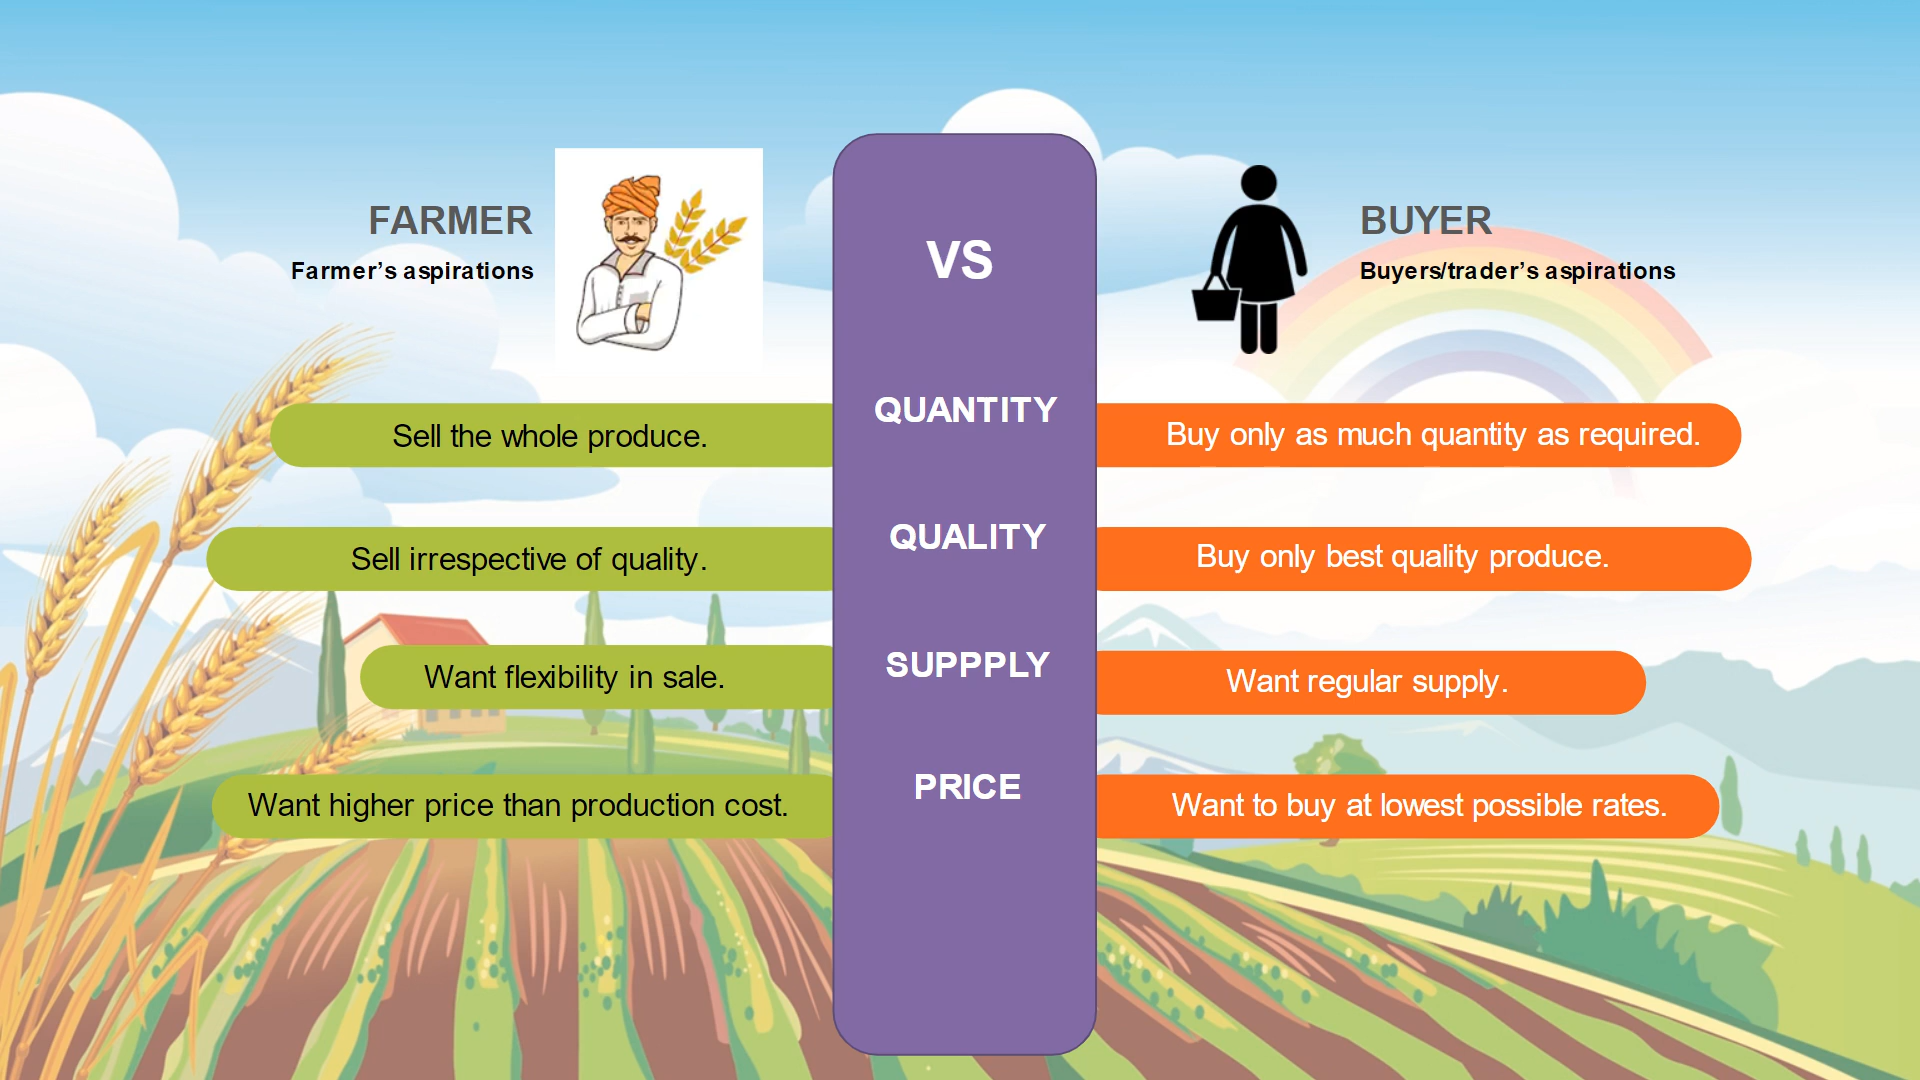 FARMER
Farmer’s aspirations
VS
BUYER
Buyers/trader’s aspirations
Sell the whole produce.
QUANTITY
Buy only as much quantity as required.
Sell irrespective of quality.
QUALITY
Buy only best quality produce.
Want flexibility in sale.
SUPPPLY
Want regular supply.
Want higher price than production cost.
PRICE
Want to buy at lowest possible rates.